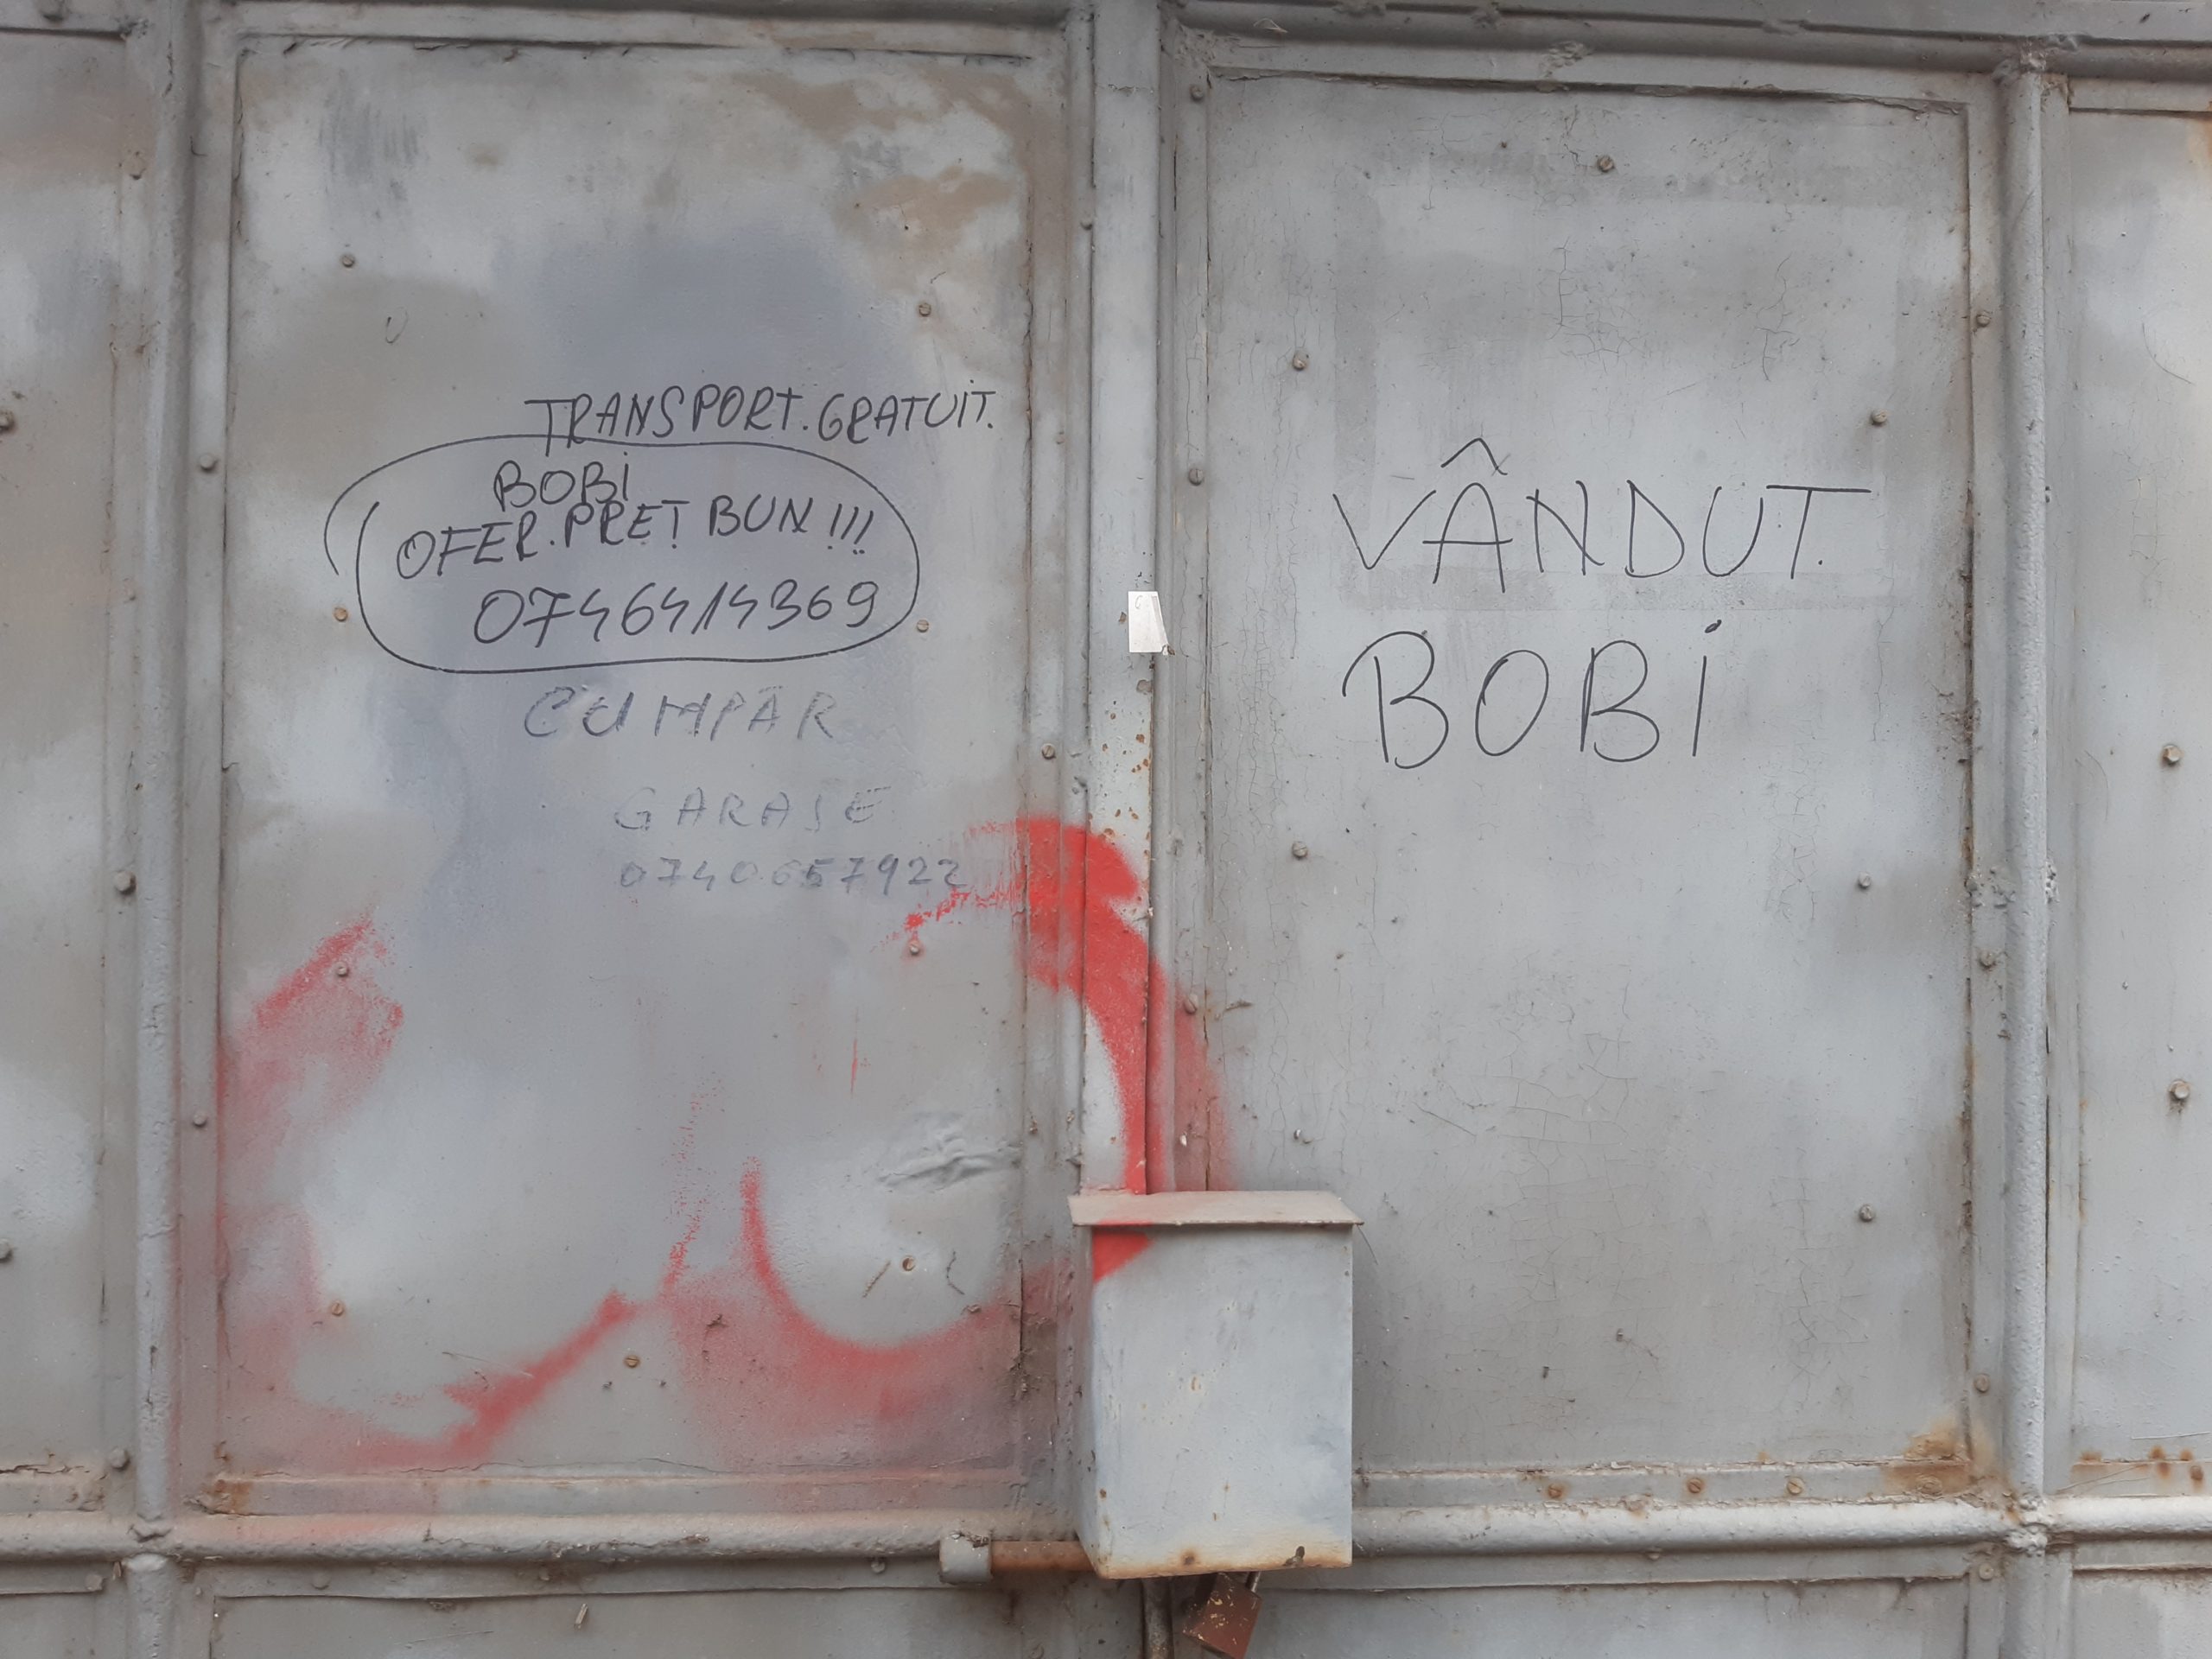 TRANSPORT.GRATUIT.
BOBi
OFER.PREȚ BUN!!!
0746414369
CUMPĂR
GARAJE
0740657922
VÂNDUT.
BOBi